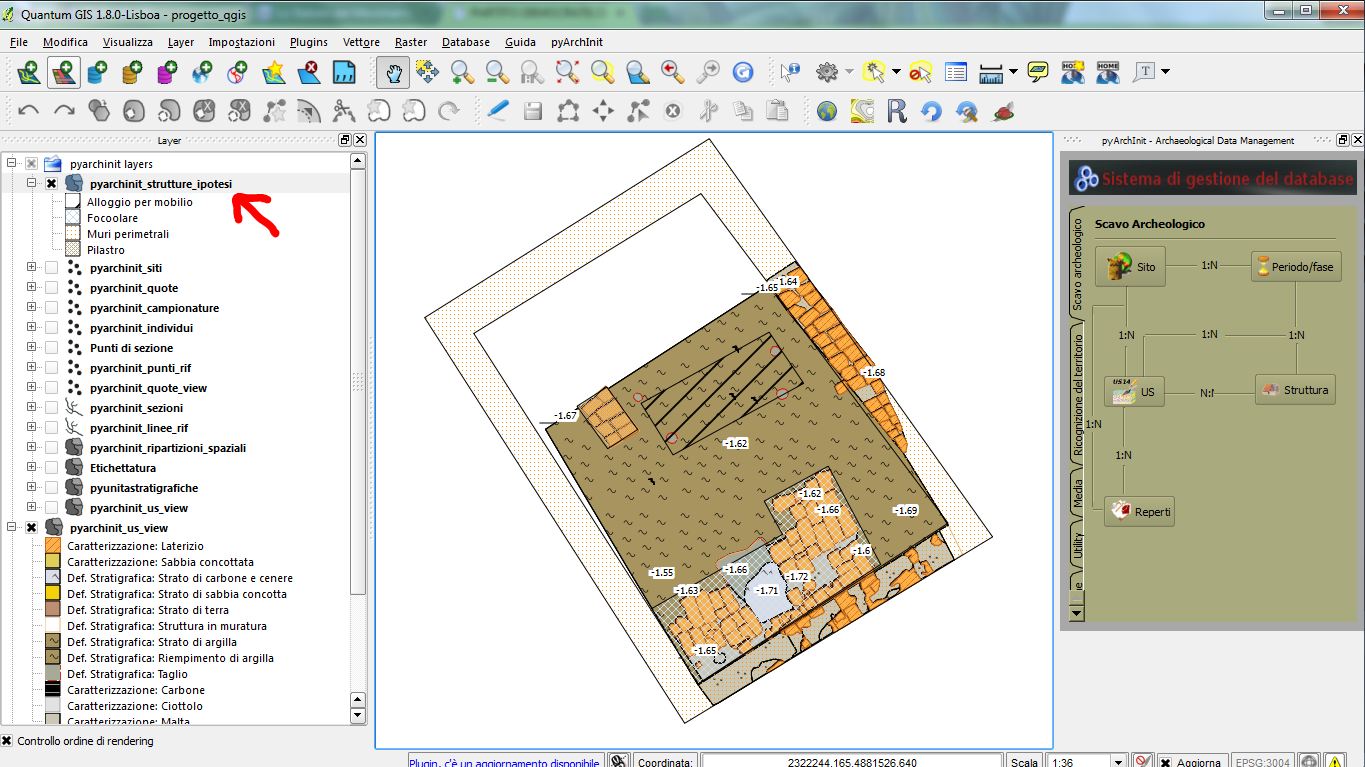 Quantum GIS 1.8.0-Lisboa - progetto_qgis
File Modifica Visualizza Layer Impostazioni Plugins Vettore Raster Database Guida pyArchInit
Layer
pyarchinit layers
pyarchinit_strutture_ipotesi
Alloggio per mobilio
Focoolare
Muri perimetrali
Pilastro
pyarchinit_siti
pyarchinit_quote
pyarchinit_campionature
pyarchinit_individui
Punti di sezione
pyarchinit_punti_rif
pyarchinit_quote_view
pyarchinit_sezioni
pyarchinit_linee_rif
pyarchinit_ripartizioni_spaziali
Etichettatura
pyunitastratigrafiche
pyarchinit_us_view
pyarchinit_us_view
Caratterizzazione: Laterizio
Caratterizzazione: Sabbia concottata
Def. Stratigrafica: Strato di carbone e cenere
Def. Stratigrafica: Strato di sabbia concotta
Def. Stratigrafica: Strato di terra
Def. Stratigrafica: Struttura in muratura
Def. Stratigrafica: Strato di argilla
Def. Stratigrafica: Riempimento di argilla
Def. Stratigrafica: Taglio
Caratterizzazione: Carbone
Caratterizzazione: Ciottolo
Caratterizzazione: Malta
Controllo ordine di rendering
-1.65
1.64
-1.68
-1.67
-1.62
-1.62
-1.66
-1.69
-1.6
-1.55
-1.66
-1.72
-1.63
-1.71
-1.65
pyArchInit - Archaeological Data Management
Sistema di gestione del database
Scavo archeologico
Ricognizione del territorio
Media
Utility
Scavo Archeologico
Sito
1:N
Periodo/fase
1:N
1:N
1:N
US
N:f
Struttura
1:N
1:N
Reperti
Plugin, c'è un aggiornamento disponibile
Coordinata:
2322244.165,4881526.640
Scala
1:36
Aggiorna
EPSG:3004